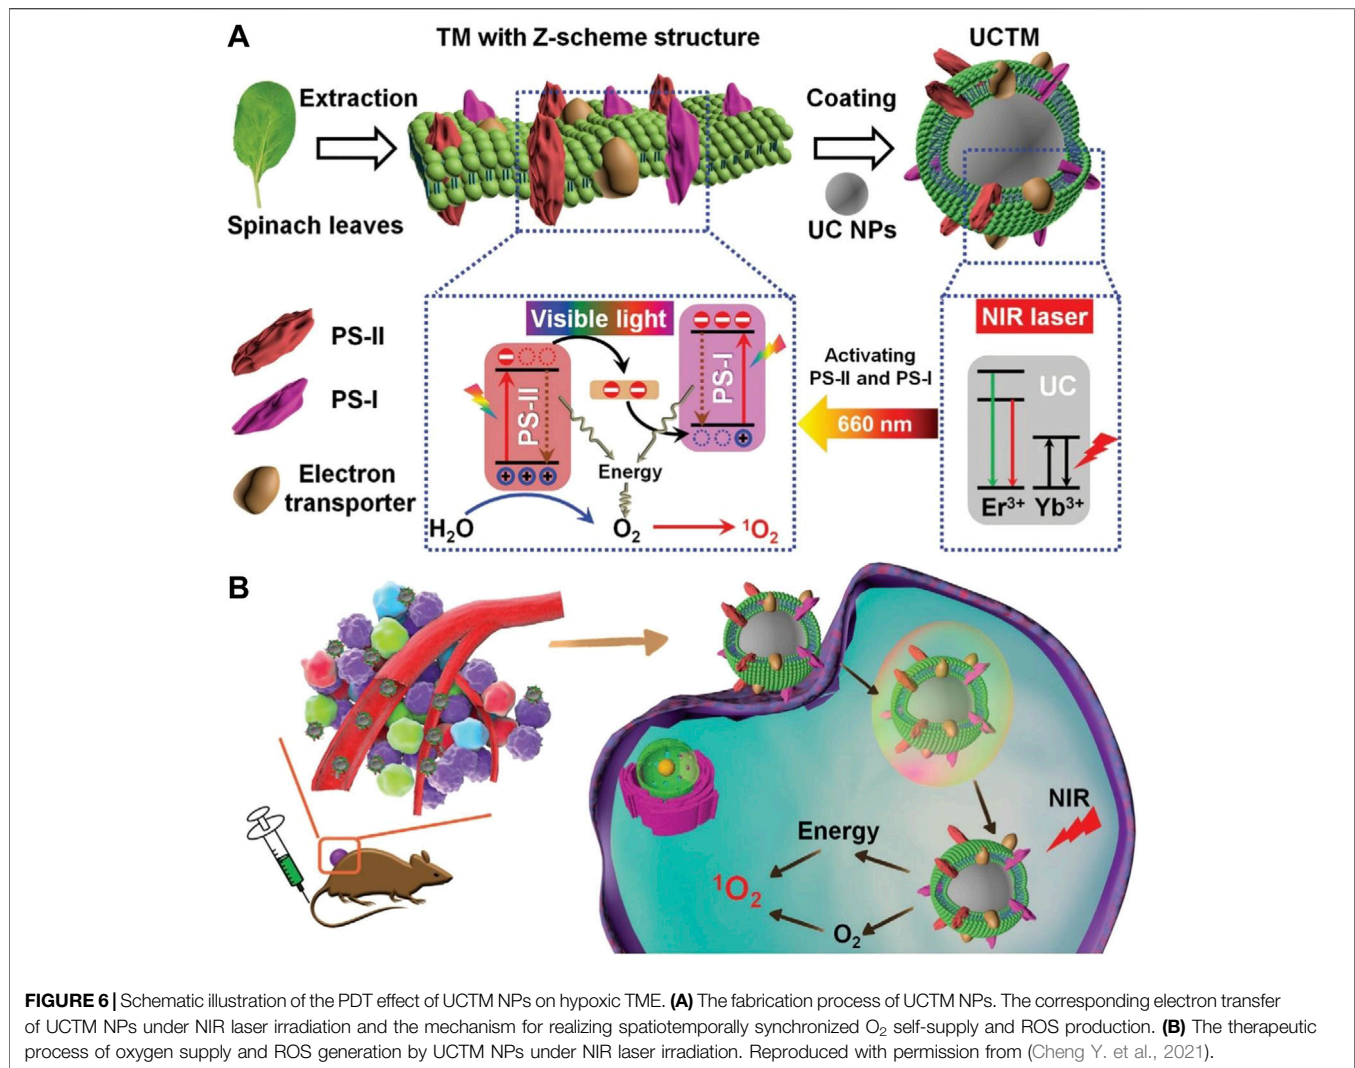 A
TM with Z-scheme structure
UCTM
Extraction
Coating
Spinach leaves
UC NPs
PS-II
PS-I
Electron
transporter
Visible light
PS-II
PS-I
Energy
H₂O
O₂
¹O₂
Activating
PS-II and PS-I
660 nm
NIR laser
UC
Er³⁺
Yb³⁺
B
NIR
Energy
¹O₂
O₂
FIGURE 6 | Schematic illustration of the PDT effect of UCTM NPs on hypoxic TME. (A) The fabrication process of UCTM NPs. The corresponding electron transfer
of UCTM NPs under NIR laser irradiation and the mechanism for realizing spatiotemporally synchronized O₂ self-supply and ROS production. (B) The therapeutic
process of oxygen supply and ROS generation by UCTM NPs under NIR laser irradiation. Reproduced with permission from (Cheng Y. et al., 2021).